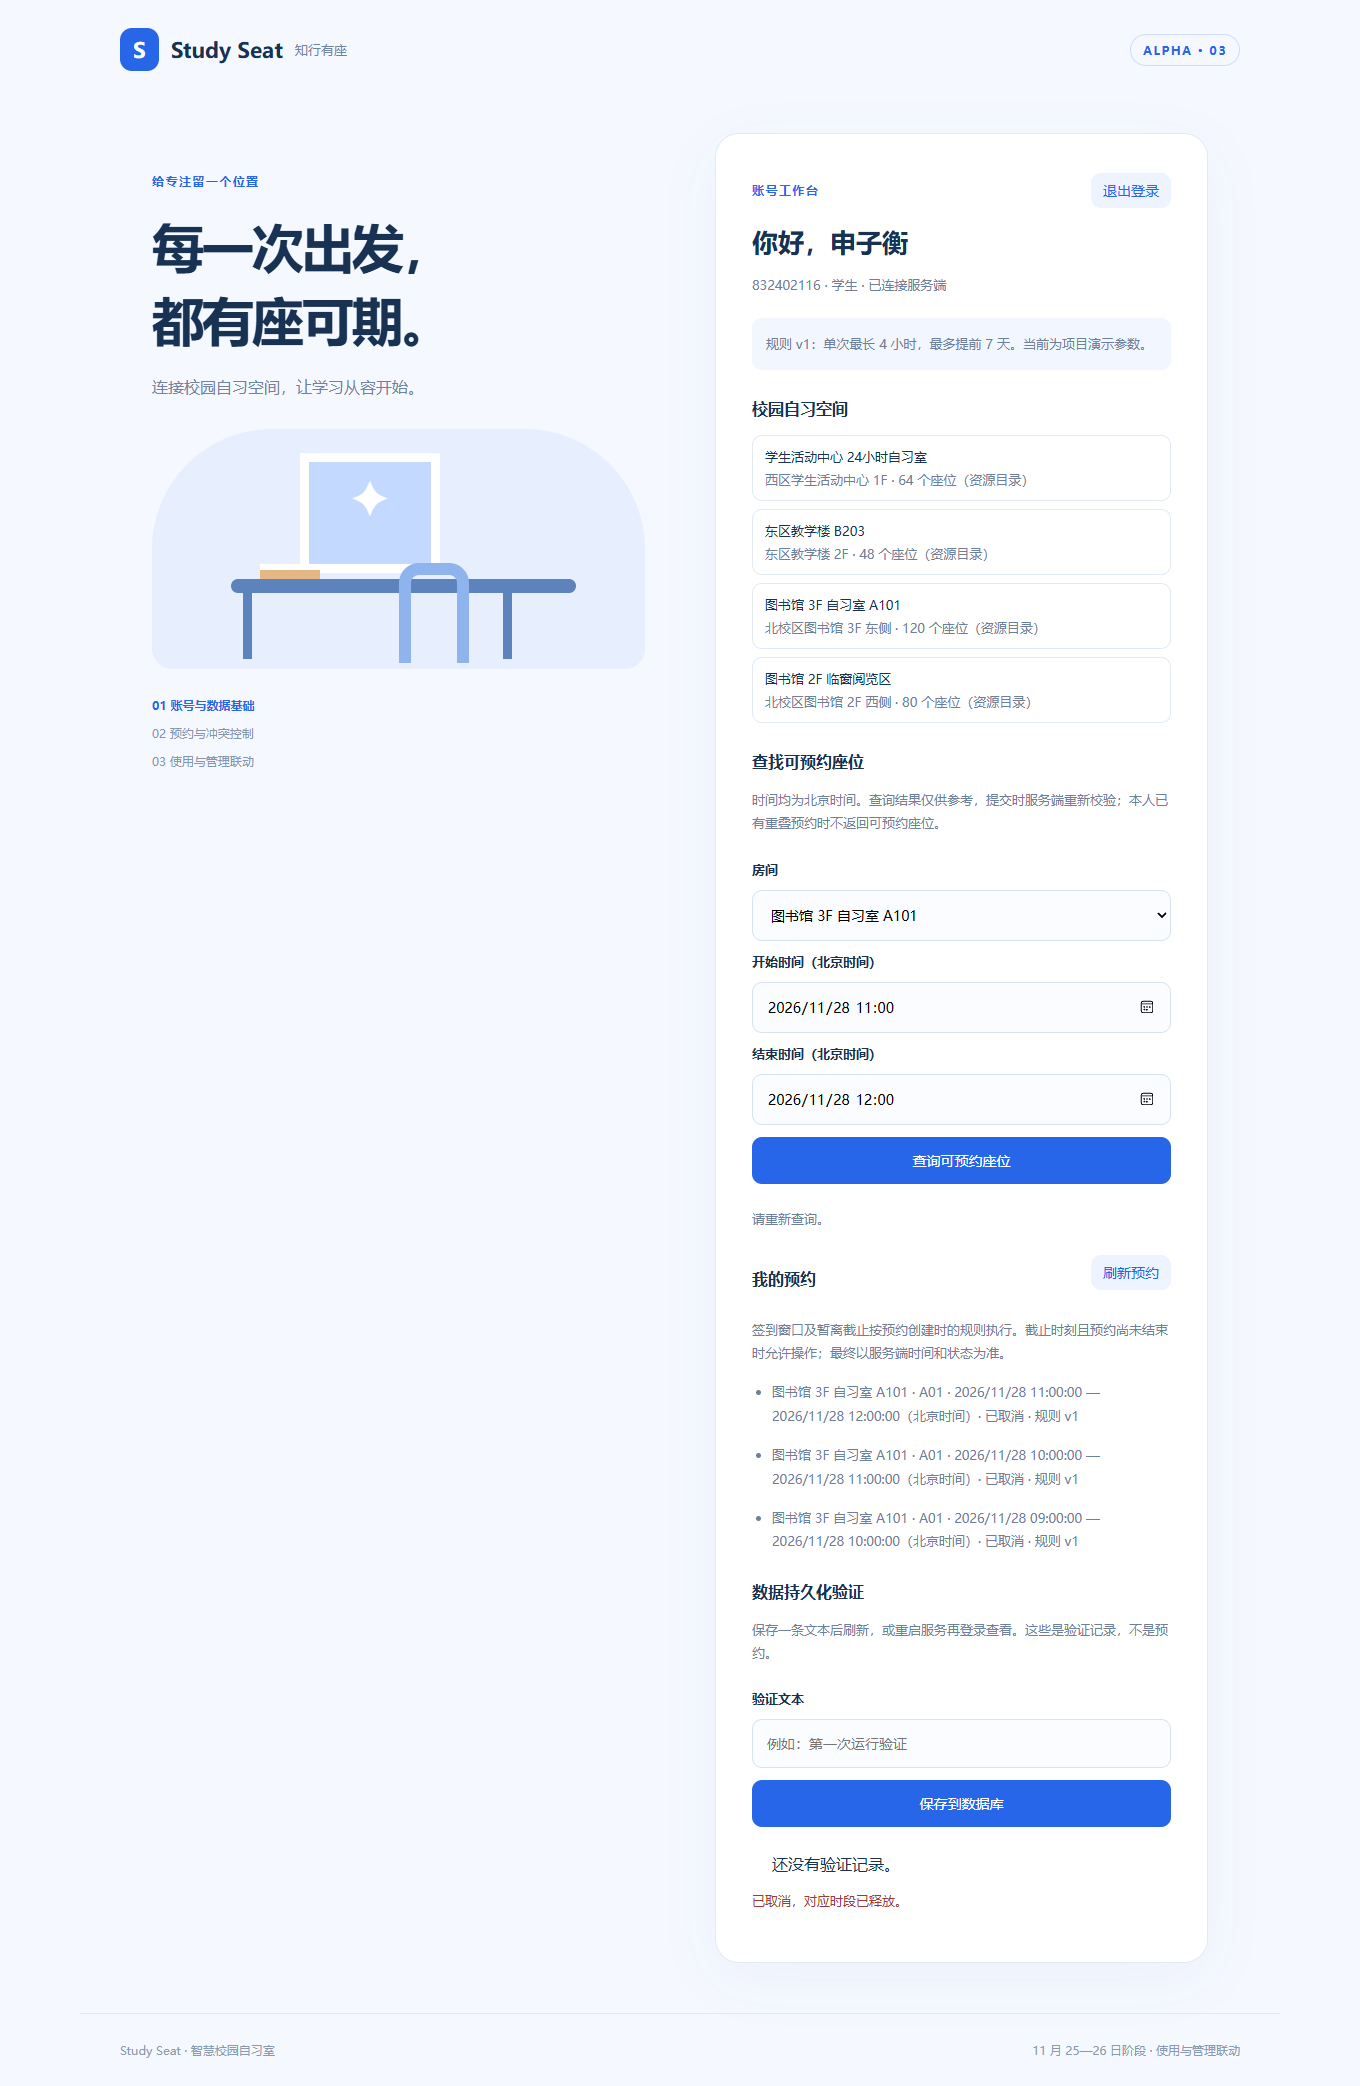 S Study Seat 知行有座
ALPHA • 03
给专注留一个位置
每一次出发，
都有座可期。
连接校园自习空间，让学习从容开始。
01 账号与数据基础
02 预约与冲突控制
03 使用与管理联动
账号工作台
退出登录
你好，申子衡
832402116 · 学生 · 已连接服务端
规则 v1：单次最长 4 小时，最多提前 7 天。当前为项目演示参数。
校园自习空间
学生活动中心 24小时自习室
西区学生活动中心 1F · 64 个座位（资源目录）
东区教学楼 B203
东区教学楼 2F · 48 个座位（资源目录）
图书馆 3F 自习室 A101
北校区图书馆 3F 东侧 · 120 个座位（资源目录）
图书馆 2F 临窗阅览区
北校区图书馆 2F 西侧 · 80 个座位（资源目录）
查找可预约座位
时间均为北京时间。查询结果仅供参考，提交时服务端重新校验；本人已
有重叠预约时不返回可预约座位。
房间
图书馆 3F 自习室 A101
开始时间（北京时间）
2026/11/28 11:00
结束时间（北京时间）
2026/11/28 12:00
查询可预约座位
请重新查询。
我的预约
刷新预约
签到窗口及暂离截止按预约创建时的规则执行。截止时刻且预约尚未结束
时允许操作；最终以服务端时间和状态为准。
• 图书馆 3F 自习室 A101 · A01 · 2026/11/28 11:00:00 —
2026/11/28 12:00:00（北京时间）· 已取消 · 规则 v1
• 图书馆 3F 自习室 A101 · A01 · 2026/11/28 10:00:00 —
2026/11/28 11:00:00（北京时间）· 已取消 · 规则 v1
• 图书馆 3F 自习室 A101 · A01 · 2026/11/28 09:00:00 —
2026/11/28 10:00:00（北京时间）· 已取消 · 规则 v1
数据持久化验证
保存一条文本后刷新，或重启服务再登录查看。这些是验证记录，不是预
约。
验证文本
例如：第一次运行验证
保存到数据库
还没有验证记录。
已取消，对应时段已释放。
Study Seat · 智慧校园自习室
11 月 25—26 日阶段 · 使用与管理联动